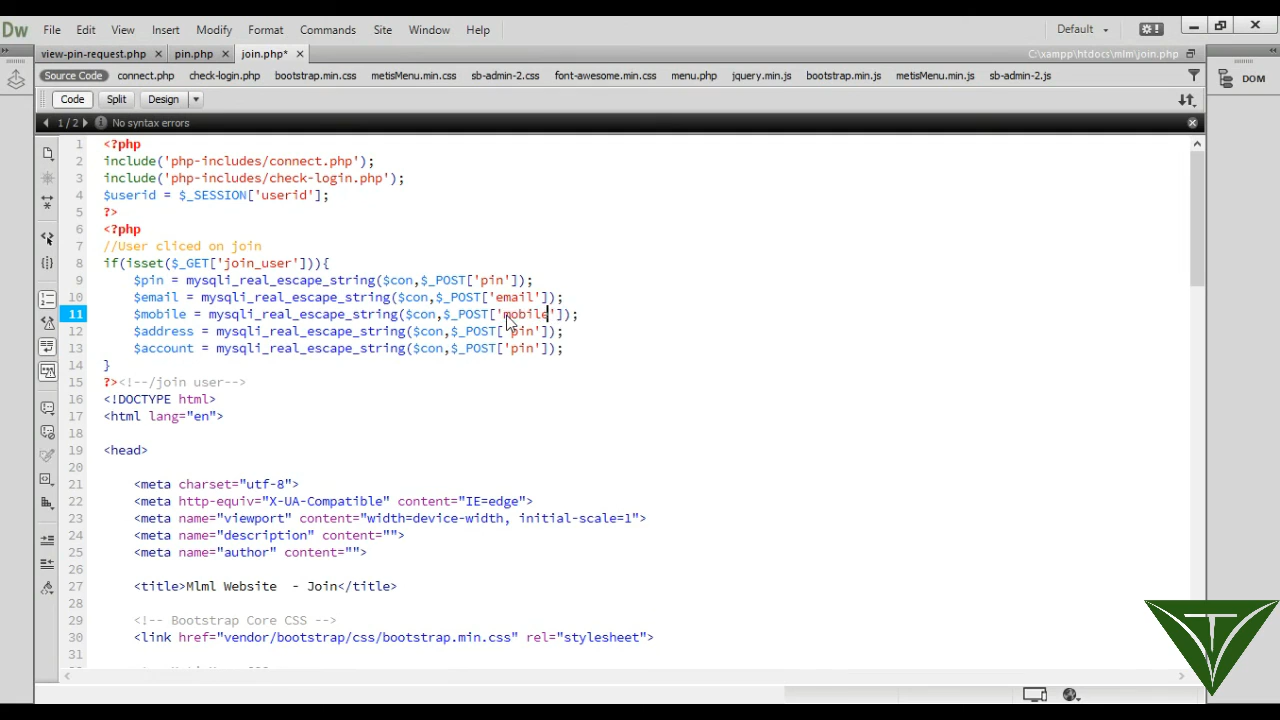 Dw File Edit View Insert Modify Format Commands Site Window Help Default
view-pin-request.php × pin.php × join.php* × C:\xampp\htdocs\mlm\join.php
Source Code connect.php check-login.php bootstrap.min.css metisMenu.min.css sb-admin-2.css font-awesome.min.css menu.php jquery.min.js bootstrap.min.js metisMenu.min.js sb-admin-2.js DOM
Code Split Design
1 / 2 No syntax errors
1 <?php
2 include('php-includes/connect.php');
3 include('php-includes/check-login.php');
4 $userid = $_SESSION['userid'];
5 ?>
6 <?php
7 //User cliced on join
8 if(isset($_GET['join_user'])){
9 $pin = mysqli_real_escape_string($con,$_POST['pin']);
10 $email = mysqli_real_escape_string($con,$_POST['email']);
11 $mobile = mysqli_real_escape_string($con,$_POST['mobile']);
12 $address = mysqli_real_escape_string($con,$_POST['pin']);
13 $account = mysqli_real_escape_string($con,$_POST['pin']);
14 }
15 ?><!--/join user-->
16 <!DOCTYPE html>
17 <html lang="en">
18
19 <head>
20
21 <meta charset="utf-8">
22 <meta http-equiv="X-UA-Compatible" content="IE=edge">
23 <meta name="viewport" content="width=device-width, initial-scale=1">
24 <meta name="description" content="">
25 <meta name="author" content="">
26
27 <title>Mlml Website  - Join</title>
28
29 <!-- Bootstrap Core CSS -->
30 <link href="vendor/bootstrap/css/bootstrap.min.css" rel="stylesheet">
31